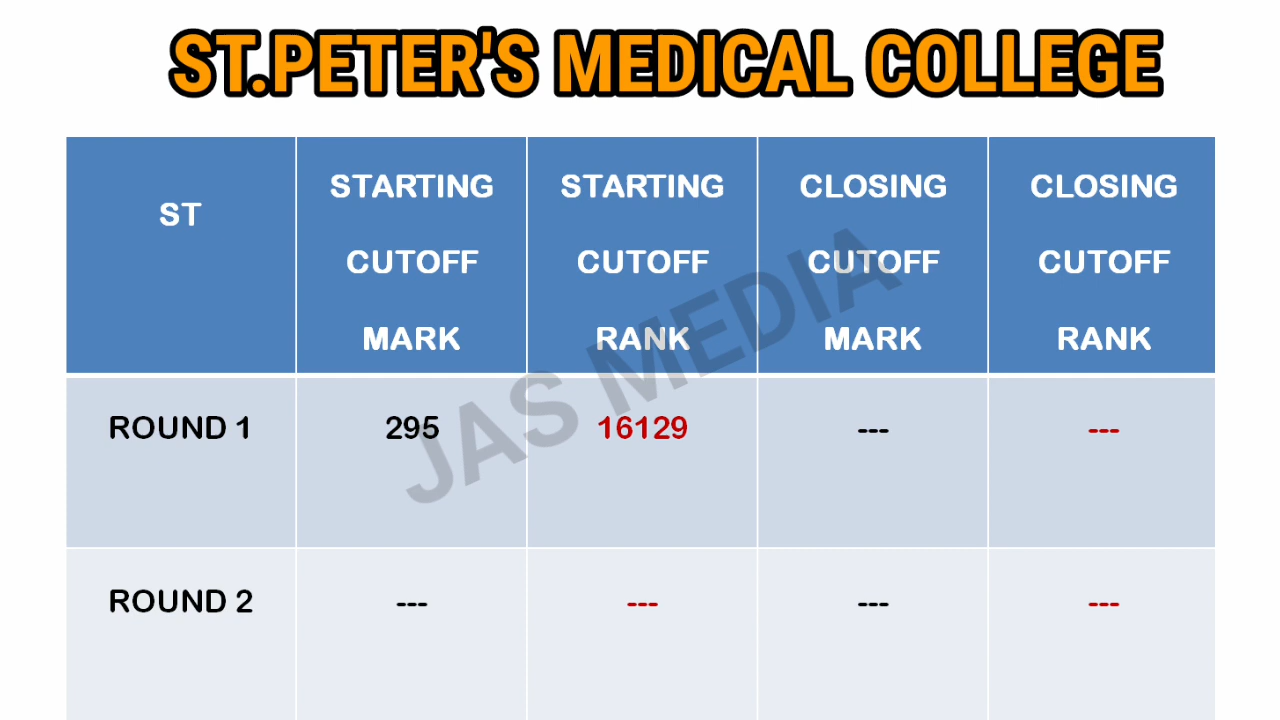 ST.PETER'S MEDICAL COLLEGE
ST
STARTING
CUTOFF
MARK
STARTING
CUTOFF
RANK
CLOSING
CUTOFF
MARK
CLOSING
CUTOFF
RANK
ROUND 1
295
16129
---
---
ROUND 2
---
---
---
---
JAS MEDIA